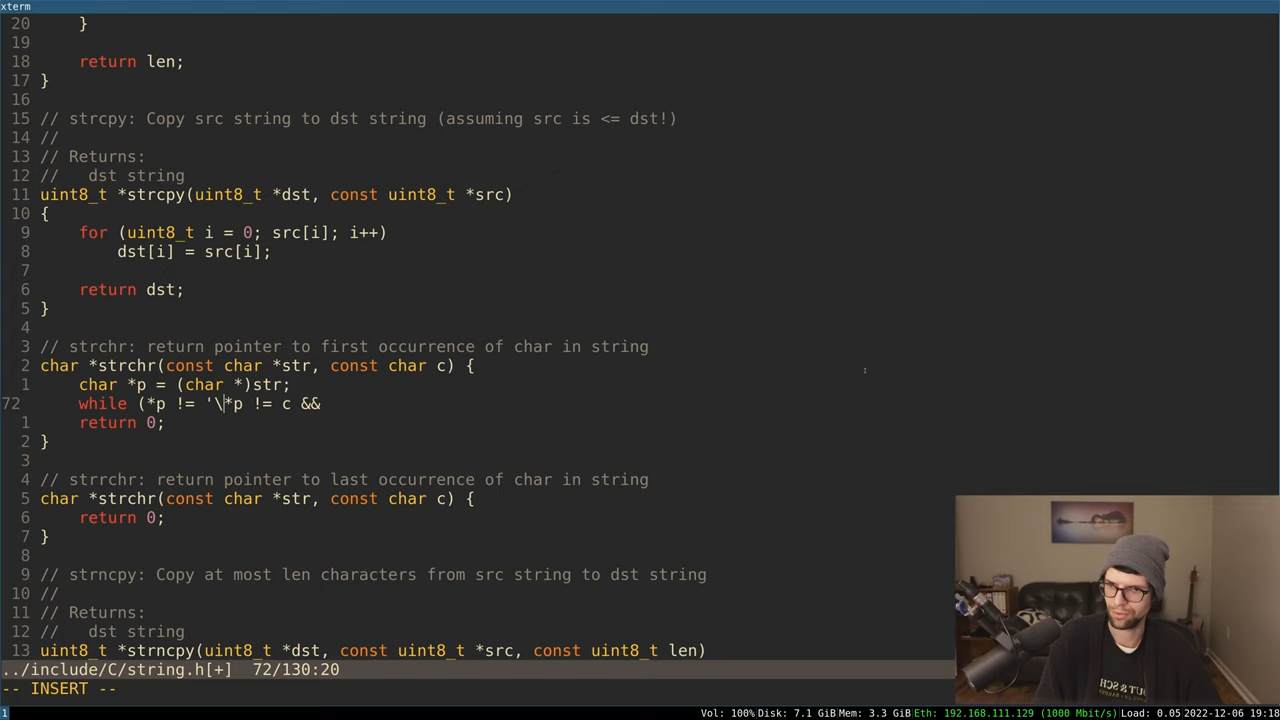 xterm
20     }
19
18     return len;
17 }
16
15 // strcpy: Copy src string to dst string (assuming src is <= dst!)
14 //
13 // Returns:
12 //   dst string
11 uint8_t *strcpy(uint8_t *dst, const uint8_t *src)
10 {
9     for (uint8_t i = 0; src[i]; i++)
8         dst[i] = src[i];
7
6     return dst;
5 }
4
3 // strchr: return pointer to first occurrence of char in string
2 char *strchr(const char *str, const char c) {
1     char *p = (char *)str;
72     while (*p != '\*p != c &&
1     return 0;
2 }
3
4 // strrchr: return pointer to last occurrence of char in string
5 char *strchr(const char *str, const char c) {
6     return 0;
7 }
8
9 // strncpy: Copy at most len characters from src string to dst string
10 //
11 // Returns:
12 //   dst string
13 uint8_t *strncpy(uint8_t *dst, const uint8_t *src, const uint8_t len)
../include/C/string.h[+]  72/130:20
-- INSERT --
1 Vol: 100% Disk: 7.1 GiB Mem: 3.3 GiB Eth: 192.168.111.129 (1000 Mbit/s) Load: 0.05 2022-12-06 19:18